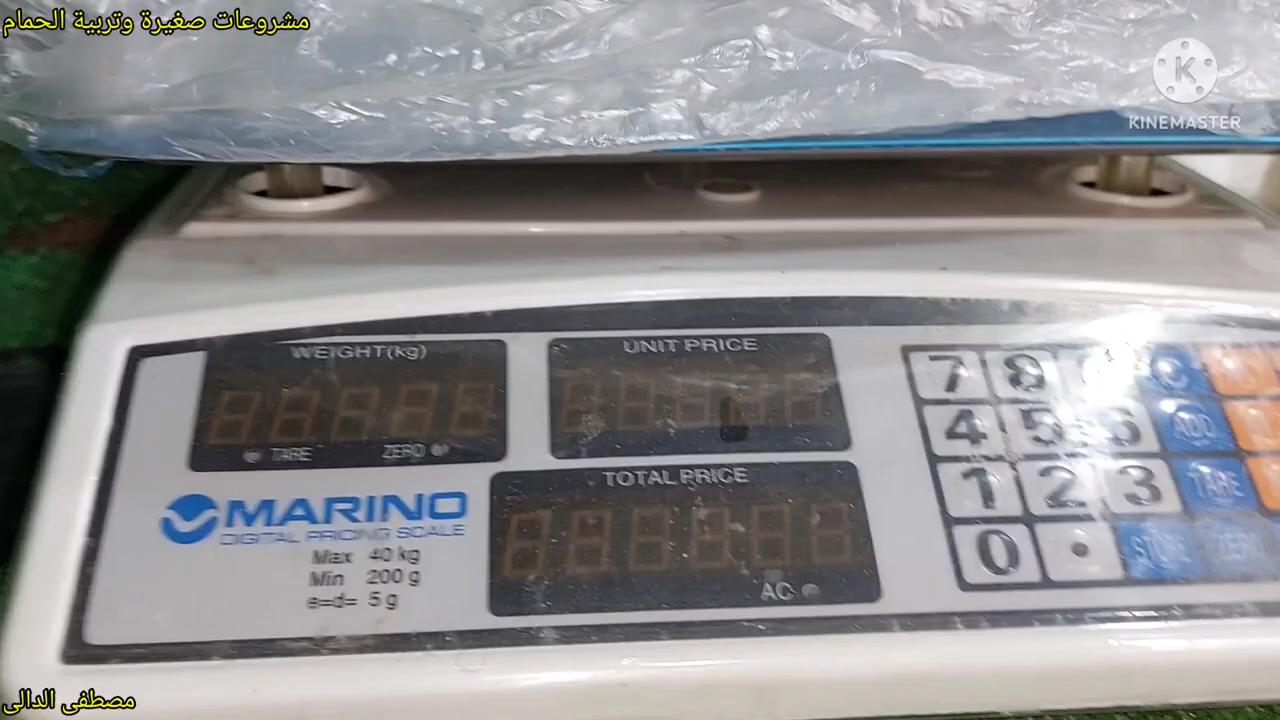 مشروعات صغيرة وتربية الحمام
K
KINEMASTER
WEIGHT(kg)
UNIT PRICE
TARE
ZERO
TOTAL PRICE
AC
MARINO
DIGITAL PRICING SCALE
Max 40 kg
Min 200 g
e=d= 5 g
7 8 C
4 5 6 ADD
1 2 3 TARE
0 . STORE ZERO
مصطفى الدالى